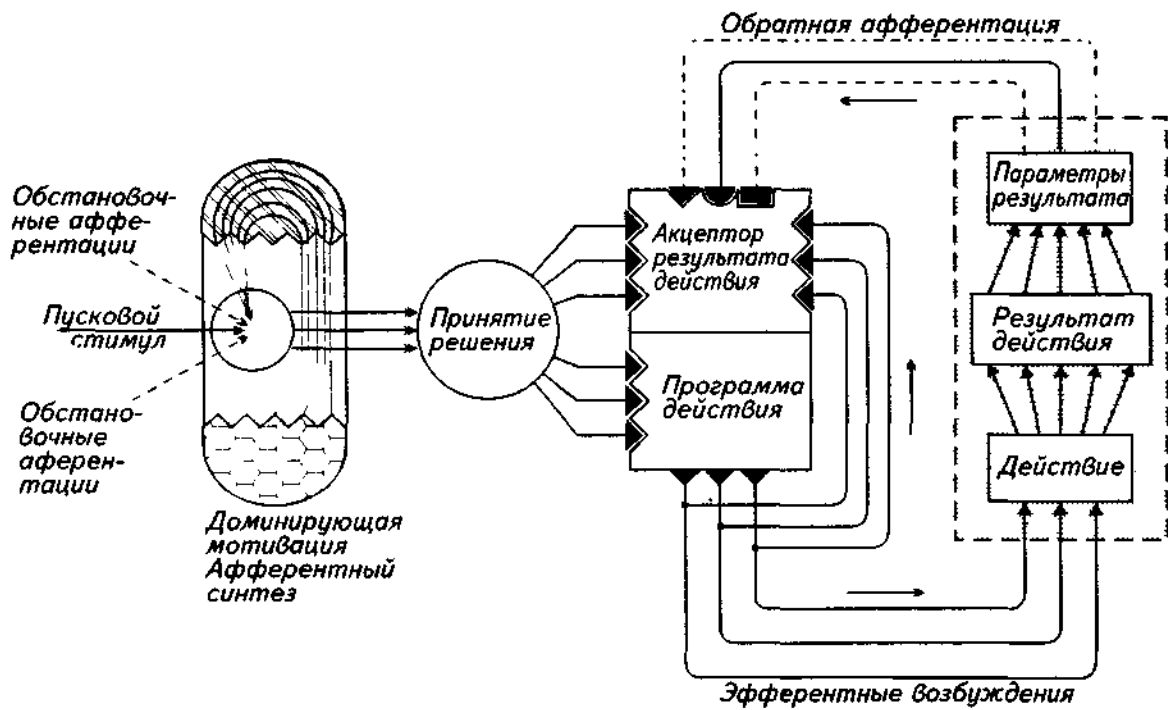 Обратная афферентация
Обстановоч-
ные аффе-
рентации
Пусковой
стимул
Обстано-
вочные
аферен-
тации
Доминирующая
мотивация
Афферентный
синтез
Принятие
решения
Акцептор
результата
действия
Программа
действия
Параметры
результата
Результат
действия
Действие
Эфферентные возбуждения